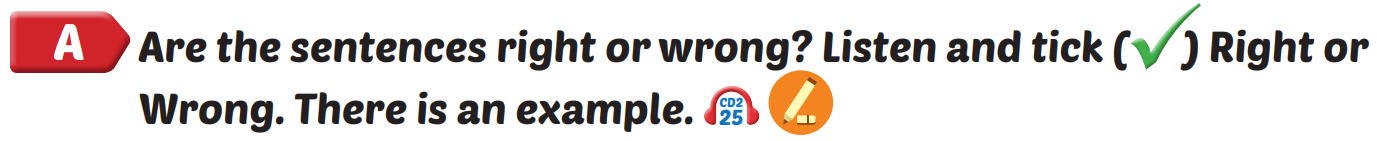 A Are the sentences right or wrong? Listen and tick (✓) Right or
Wrong. There is an example. CD2 25